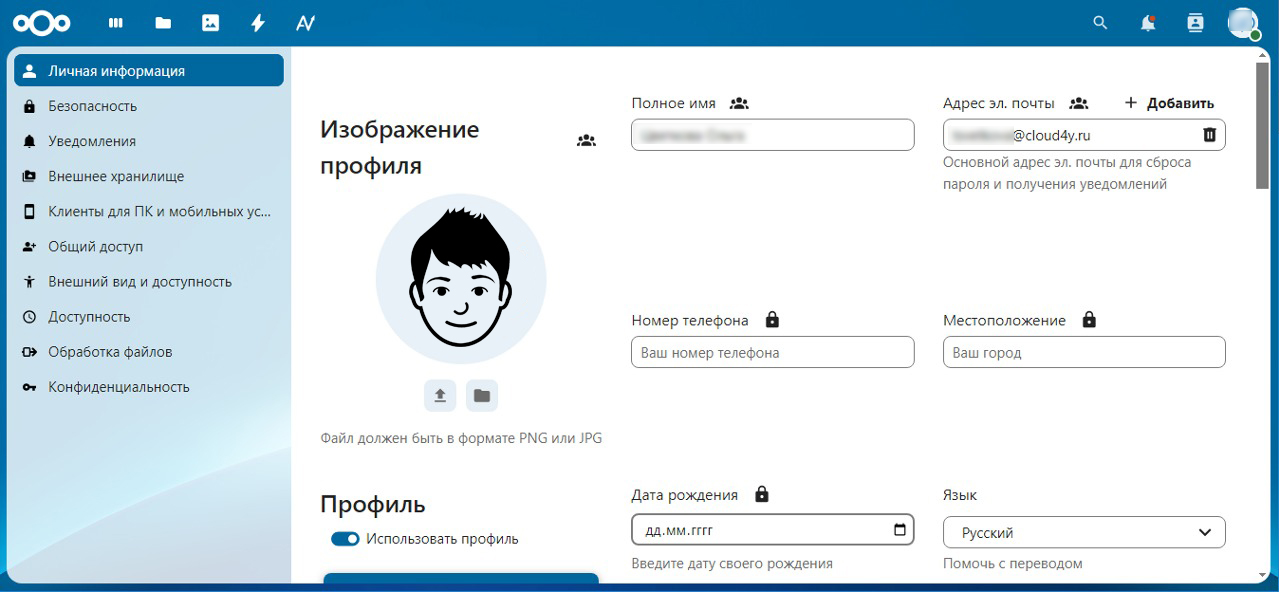 Личная информация
Безопасность
Уведомления
Внешнее хранилище
Клиенты для ПК и мобильных ус...
Общий доступ
Внешний вид и доступность
Доступность
Обработка файлов
Конфиденциальность
Изображение
профиля
Файл должен быть в формате PNG или JPG
Профиль
Использовать профиль
Полное имя
Адрес эл. почты
Добавить
@cloud4y.ru
Основной адрес эл. почты для сброса
пароля и получения уведомлений
Номер телефона
Ваш номер телефона
Местоположение
Ваш город
Дата рождения
дд.мм.гггг
Введите дату своего рождения
Язык
Русский
Помочь с переводом